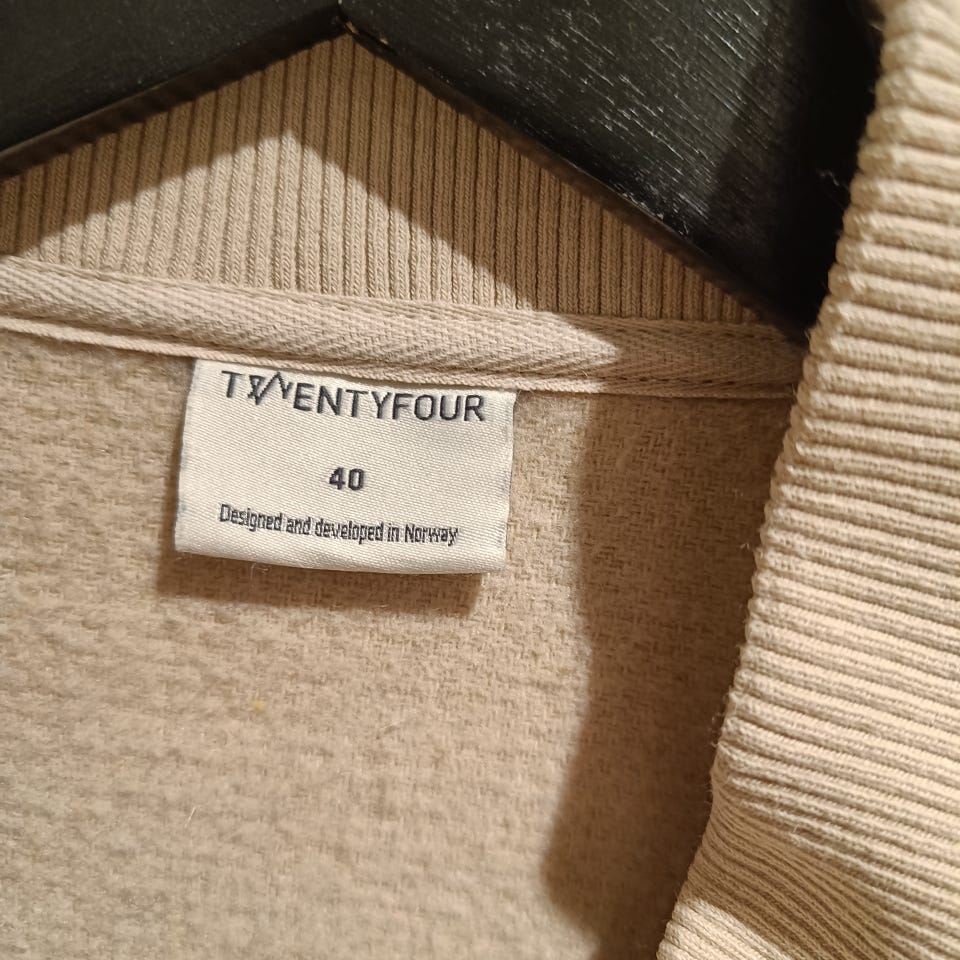 TWENTYFOUR
40
Designed and developed in Norway